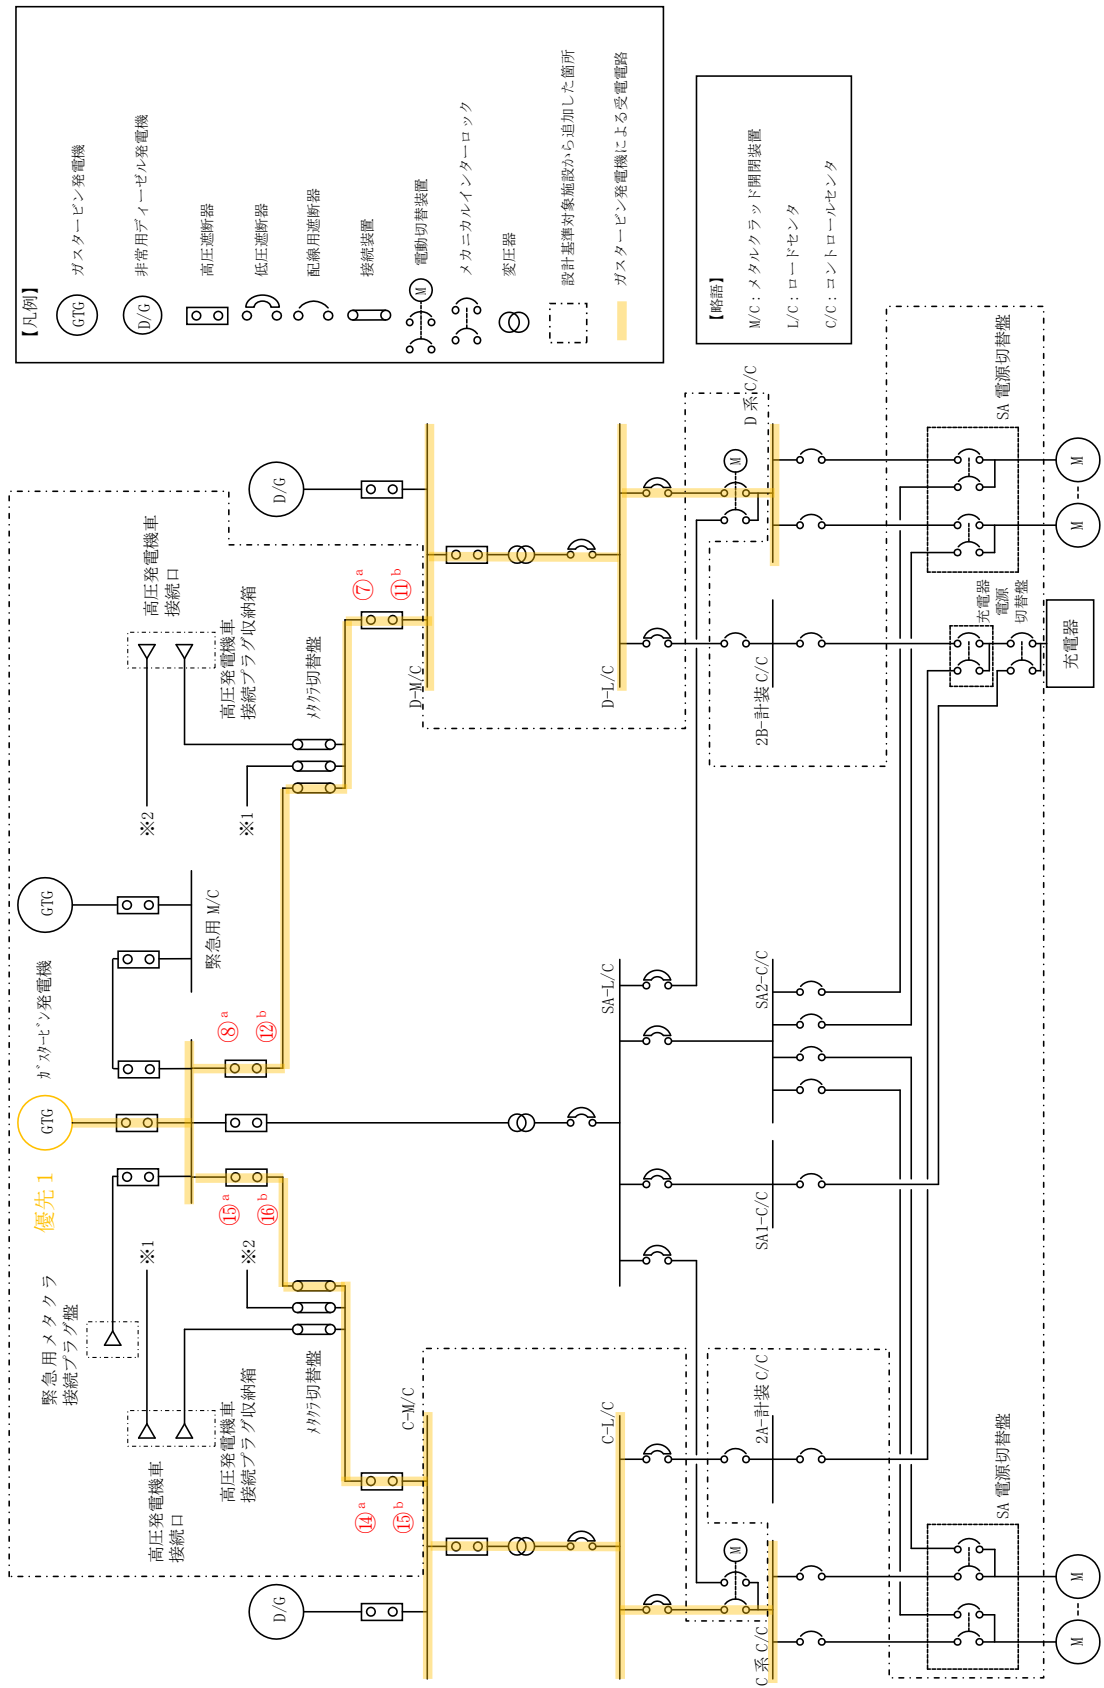 【凡例】
GTG
ガスタービン発電機
D/G
非常用ディーゼル発電機
高圧遮断器
低圧遮断器
配線用遮断器
接続装置
M
電動切替装置
メカニカルインターロック
変圧器
設計基準対象施設から追加した箇所
ガスタービン発電機による受電電路
【略語】
M/C：メタルクラッド開閉装置
L/C：ロードセンタ
C/C：コントロールセンタ
優先1
GTG
ｶﾞｽﾀｰﾋﾞﾝ発電機
GTG
緊急用 M/C
緊急用メタクラ
接続プラグ盤
⑧a
⑫b
⑮a
⑯b
※1
※2
高圧発電機車
接続口
高圧発電機車
接続プラグ収納箱
ﾒﾀｸﾗ切替盤
⑭a
⑮b
D/G
C-M/C
C-L/C
M
C 系 C/C
2A-計装 C/C
SA 電源切替盤
M
M
※2
※1
高圧発電機車
接続口
高圧発電機車
接続プラグ収納箱
ﾒﾀｸﾗ切替盤
⑦a
⑪b
D/G
D-M/C
D-L/C
M
D 系 C/C
2B-計装 C/C
SA-L/C
SA1-C/C
SA2-C/C
SA 電源切替盤
充電器
電源
切替盤
充電器
M
M